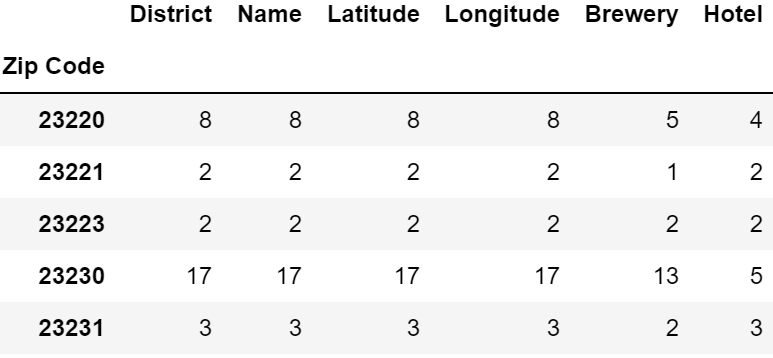 District Name Latitude Longitude Brewery Hotel
Zip Code
23220 8 8 8 8 5 4
23221 2 2 2 2 1 2
23223 2 2 2 2 2 2
23230 17 17 17 17 13 5
23231 3 3 3 3 2 3